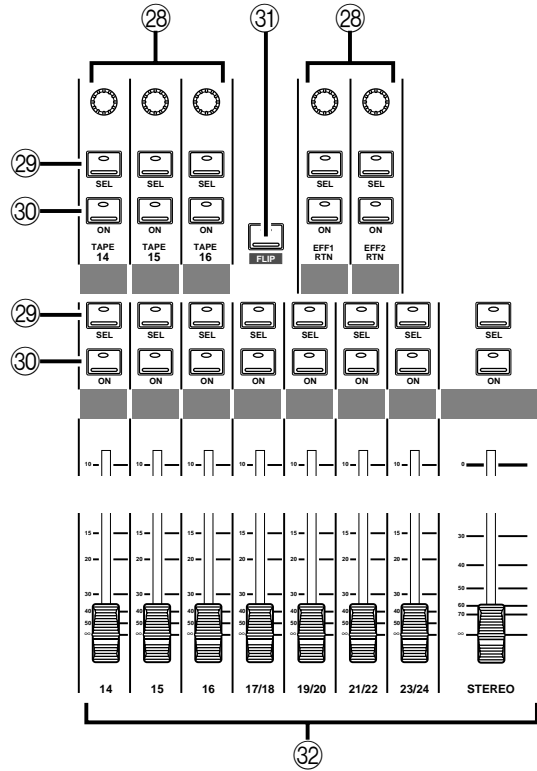 ㉘ ㉛ ㉘
㉙
SEL SEL SEL SEL SEL
㉚
ON ON ON ON ON
TAPE 14 TAPE 15 TAPE 16 FLIP EFF1 RTN EFF2 RTN
㉙
SEL SEL SEL SEL SEL SEL SEL SEL
㉚
ON ON ON ON ON ON ON ON
10 10 10 10 10 10 10 0
15 15 15 15 15 15 15 30
20 20 20 20 20 20 20 40
30 30 30 30 30 30 30 50
40 40 40 40 40 40 40 60
50 50 50 50 50 50 50 70
∞ ∞ ∞ ∞ ∞ ∞ ∞ ∞
14 15 16 17/18 19/20 21/22 23/24 STEREO
㉜